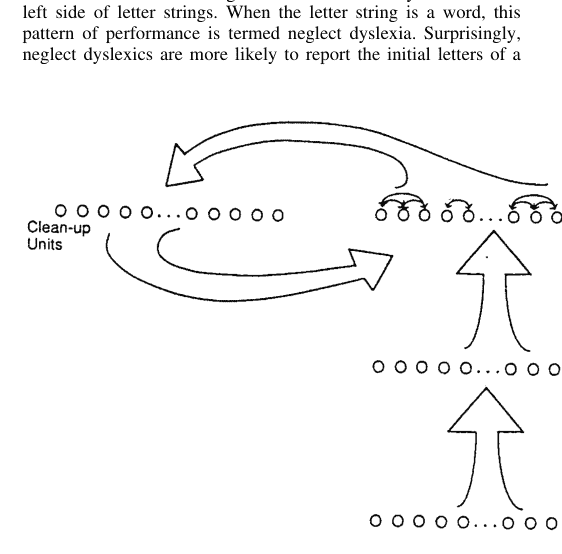 left side of letter strings. When the letter string is a word, this
pattern of performance is termed neglect dyslexia. Surprisingly,
neglect dyslexics are more likely to report the initial letters of a
Clean-up
Units